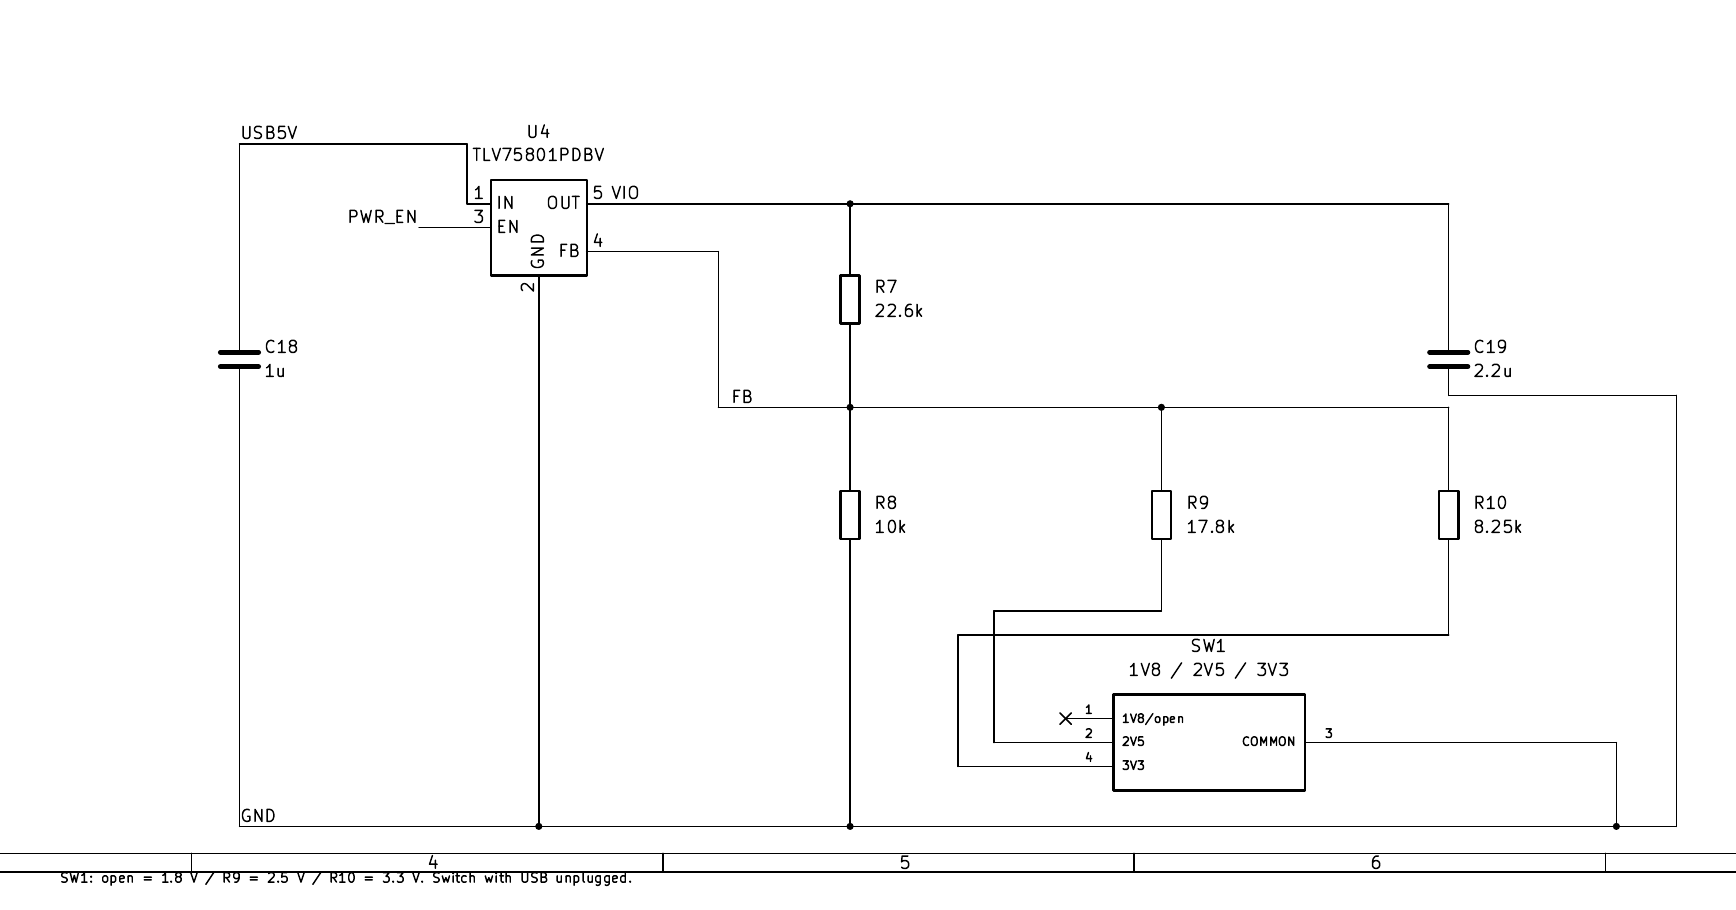 USB5V
U4
TLV75801PDBV
1 IN OUT 5 VIO
PWR_EN 3 EN
GND FB 4
2
R7
22.6k
C18
1u
C19
2.2u
FB
R8
10k
R9
17.8k
R10
8.25k
SW1
1V8 / 2V5 / 3V3
1 1V8/open
2 2V5 COMMON 3
4 3V3
GND
4 5 6
SW1: open = 1.8 V / R9 = 2.5 V / R10 = 3.3 V. Switch with USB unplugged.